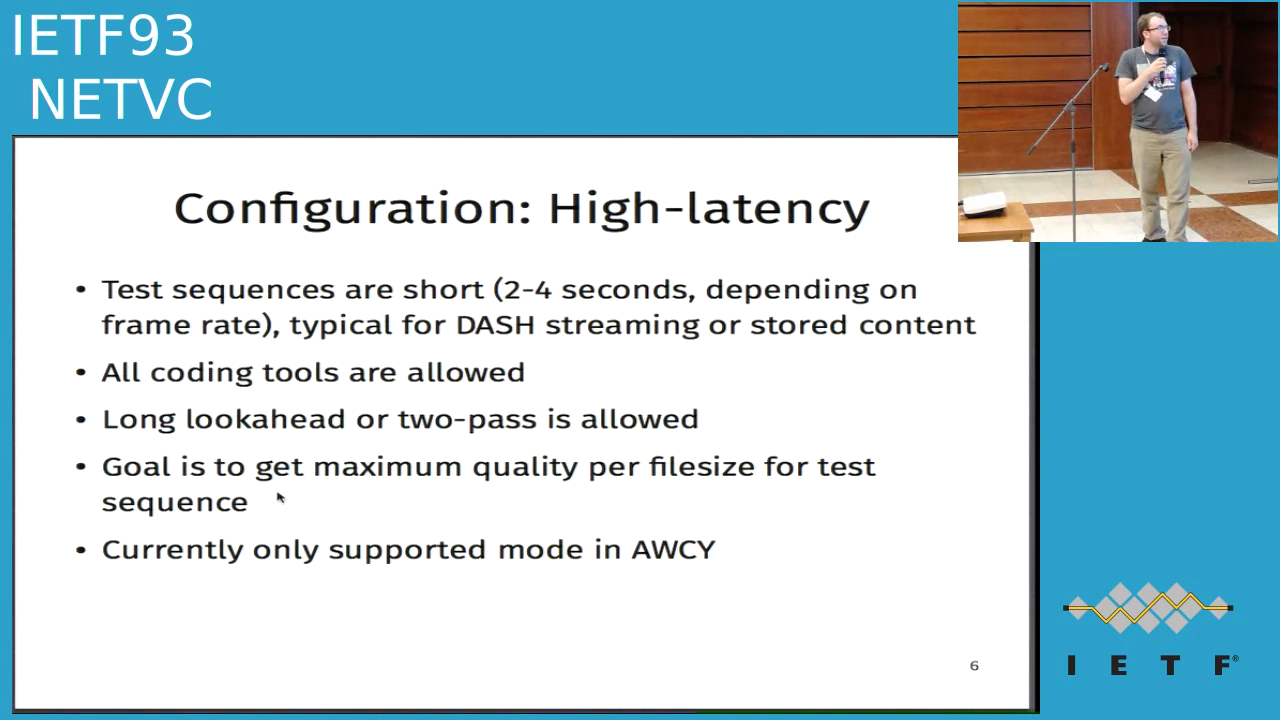 IETF93
NETVC
Configuration: High-latency
• Test sequences are short (2-4 seconds, depending on
frame rate), typical for DASH streaming or stored content
• All coding tools are allowed
• Long lookahead or two-pass is allowed
• Goal is to get maximum quality per filesize for test
sequence
• Currently only supported mode in AWCY
6
I E T F®